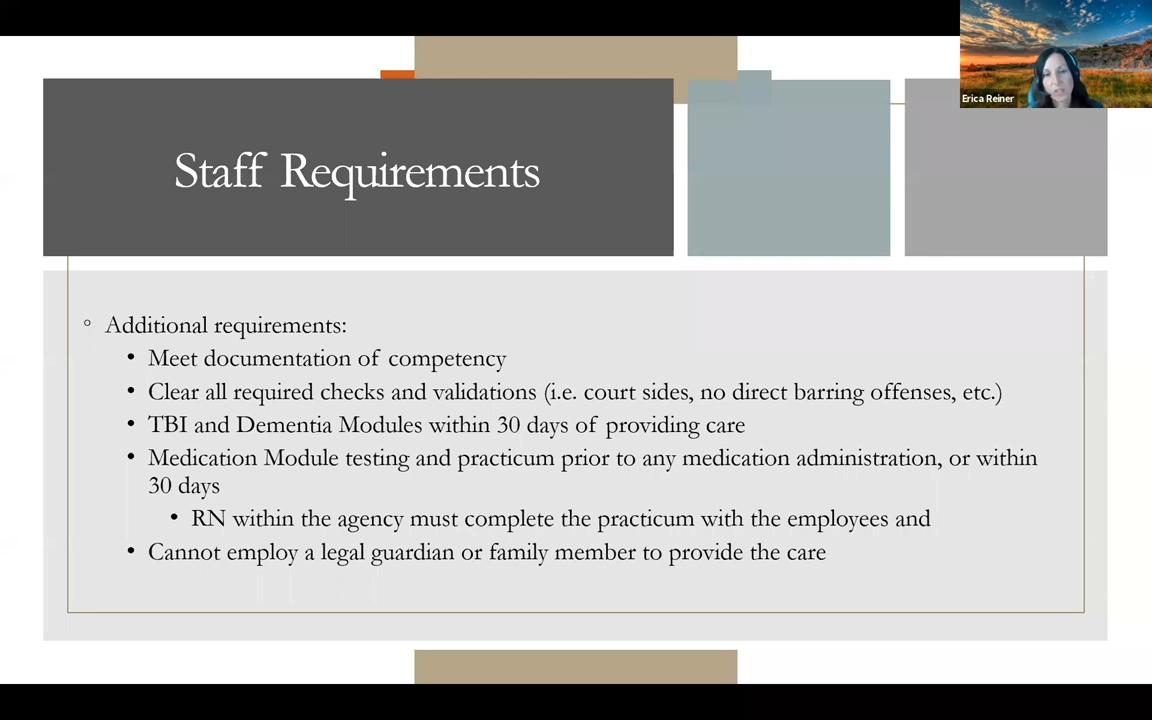 Erica Reiner
Staff Requirements
◦ Additional requirements:
• Meet documentation of competency
• Clear all required checks and validations (i.e. court sides, no direct barring offenses, etc.)
• TBI and Dementia Modules within 30 days of providing care
• Medication Module testing and practicum prior to any medication administration, or within
30 days
• RN within the agency must complete the practicum with the employees and
• Cannot employ a legal guardian or family member to provide the care